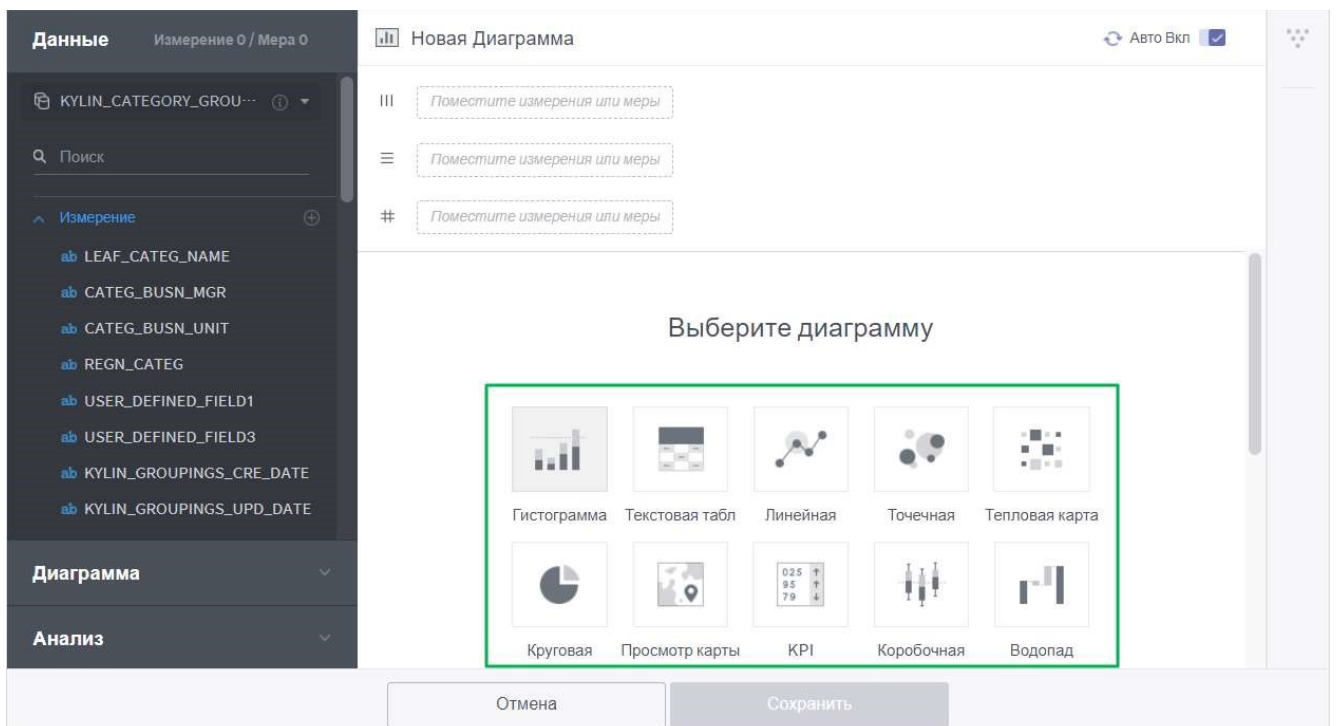 Данные Измерение 0 / Мера 0
KYLIN_CATEGORY_GROU...
Поиск
Измерение
ab LEAF_CATEG_NAME
ab CATEG_BUSN_MGR
ab CATEG_BUSN_UNIT
ab REGN_CATEG
ab USER_DEFINED_FIELD1
ab USER_DEFINED_FIELD3
ab KYLIN_GROUPINGS_CRE_DATE
ab KYLIN_GROUPINGS_UPD_DATE
Диаграмма
Анализ
Новая Диаграмма
Авто Вкл
Поместите измерения или меры
Поместите измерения или меры
Поместите измерения или меры
Выберите диаграмму
Гистограмма Текстовая табл Линейная Точечная Тепловая карта
025
95
79
Круговая Просмотр карты KPI Коробочная Водопад
Отмена Сохранить